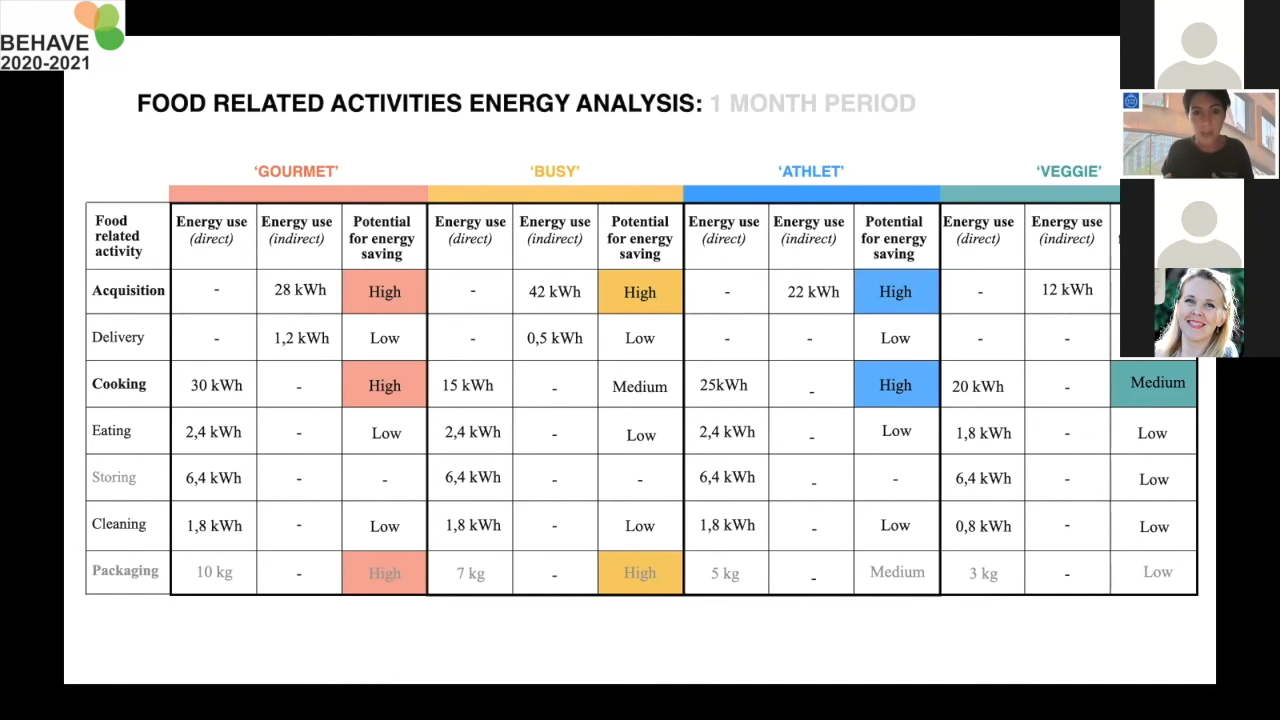 BEHAVE
2020-2021
FOOD RELATED ACTIVITIES ENERGY ANALYSIS: 1 MONTH PERIOD
‘GOURMET’ ‘BUSY’ ‘ATHLET’ ‘VEGGIE’
Food related activity Energy use (direct) Energy use (indirect) Potential for energy saving Energy use (direct) Energy use (indirect) Potential for energy saving Energy use (direct) Energy use (indirect) Potential for energy saving Energy use (direct) Energy use (indirect)
Acquisition - 28 kWh High - 42 kWh High - 22 kWh High - 12 kWh
Delivery - 1,2 kWh Low - 0,5 kWh Low - - Low - -
Cooking 30 kWh - High 15 kWh - Medium 25kWh - High 20 kWh - Medium
Eating 2,4 kWh - Low 2,4 kWh - Low 2,4 kWh - Low 1,8 kWh - Low
Storing 6,4 kWh - - 6,4 kWh - - 6,4 kWh - - 6,4 kWh - Low
Cleaning 1,8 kWh - Low 1,8 kWh - Low 1,8 kWh - Low 0,8 kWh - Low
Packaging 10 kg - High 7 kg - High 5 kg - Medium 3 kg - Low